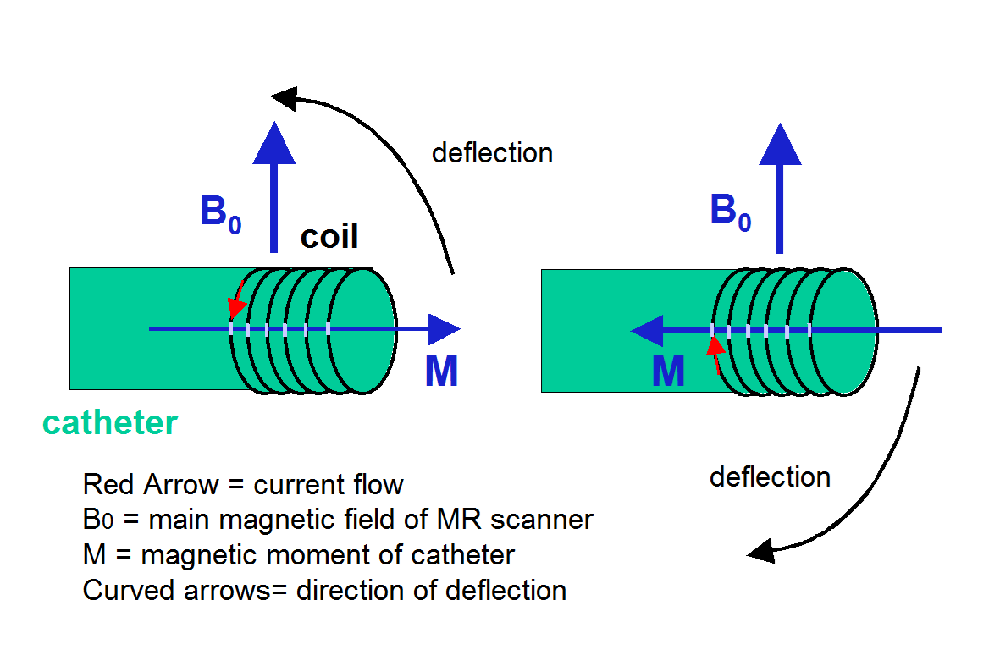 deflection
B0
coil
M
catheter
B0
M
deflection
Red Arrow = current flow
B0 = main magnetic field of MR scanner
M = magnetic moment of catheter
Curved arrows= direction of deflection